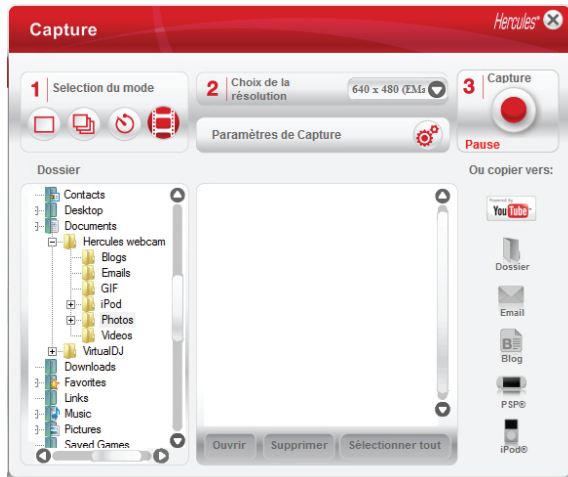 Capture
Hercules®
1 Selection du mode
2 Choix de la
résolution
640 x 480 (EMa
3 Capture
Pause
Paramètres de Capture
Dossier
Ou copier vers:
Contacts
Desktop
Documents
Hercules webcam
Blogs
Emails
GIF
iPod
Photos
Videos
VirtualDJ
Downloads
Favorites
Links
Music
Pictures
Saved Games
Ouvrir
Supprimer
Sélectionner tout
Powered by
YouTube
Dossier
Email
B
Blog
PSP®
iPod®